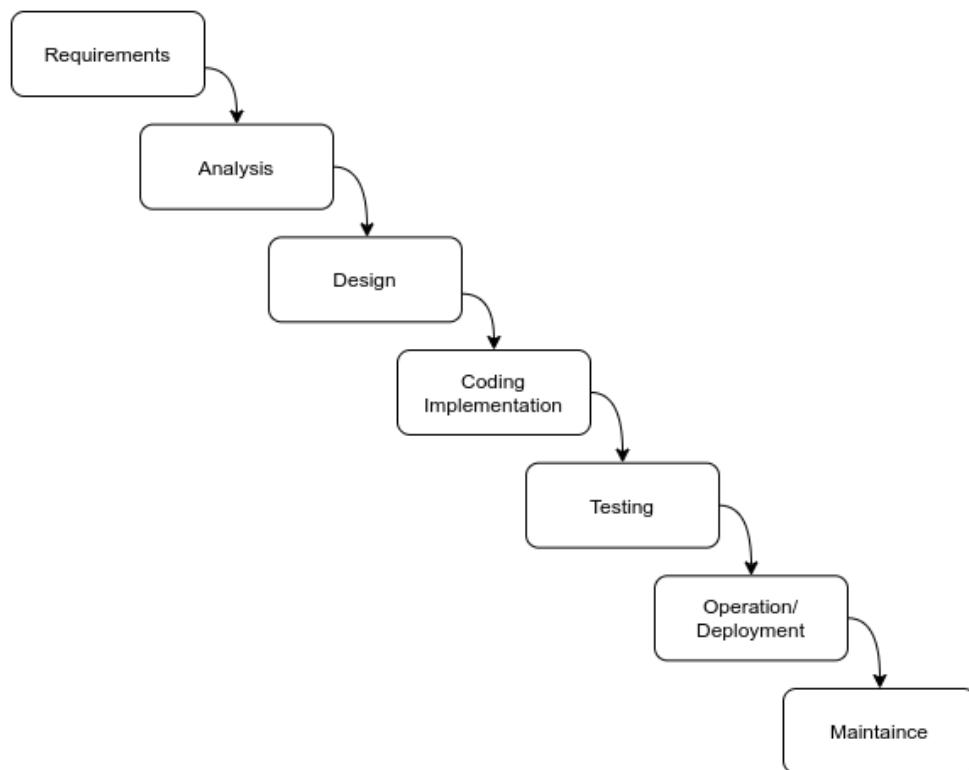 Requirements
Analysis
Design
Coding
Implementation
Testing
Operation/
Deployment
Maintaince